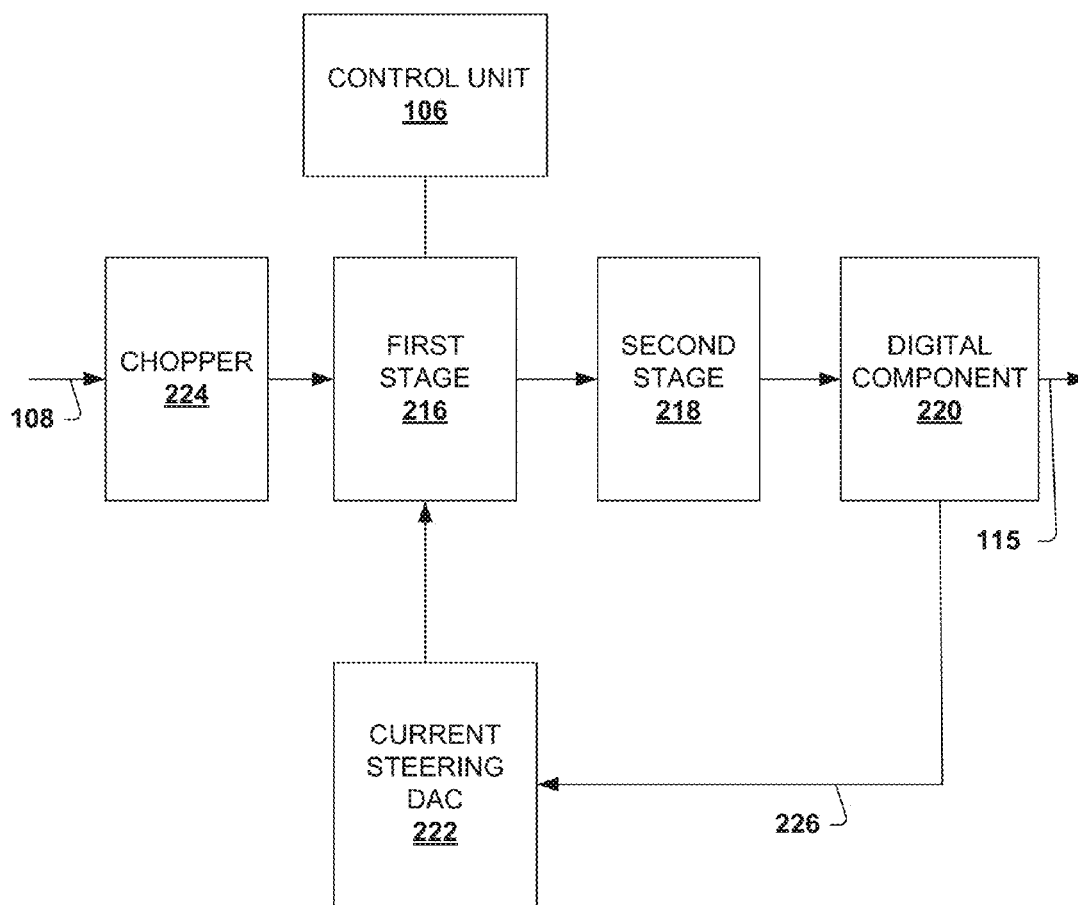 CONTROL UNIT
106
CHOPPER
224
FIRST
STAGE
216
SECOND
STAGE
218
DIGITAL
COMPONENT
220
108
115
CURRENT
STEERING
DAC
222
226